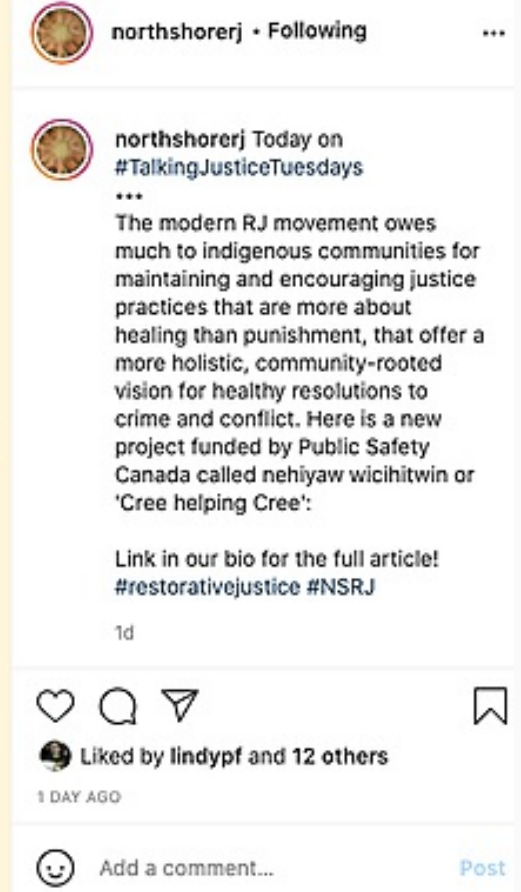 northshorerj • Following
•••
northshorerj Today on
#TalkingJusticeTuesdays
•••
The modern RJ movement owes
much to indigenous communities for
maintaining and encouraging justice
practices that are more about
healing than punishment, that offer a
more holistic, community-rooted
vision for healthy resolutions to
crime and conflict. Here is a new
project funded by Public Safety
Canada called nehiyaw wicihitwin or
'Cree helping Cree':
Link in our bio for the full article!
#restorativejustice #NSRJ
1d
Liked by lindypf and 12 others
1 DAY AGO
Add a comment... Post